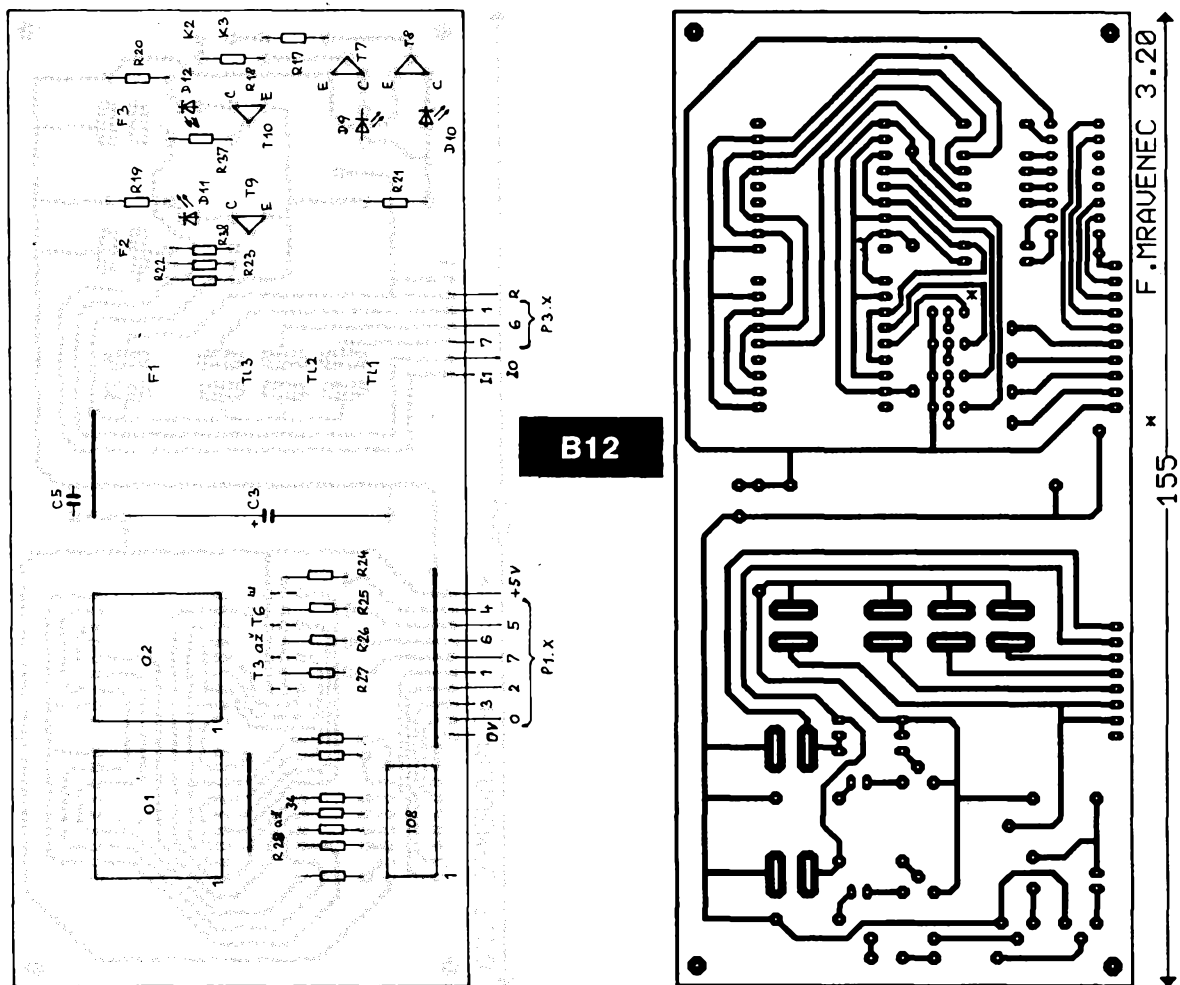 K2
K3
R20
R17
T7
T8
R18
D12
E
C
E
C
C
E
F3
D9
T10
D10
R37
R19
D11
T9
C
E
R21
F2
R38
R22
R23
R
1
6
7
P3.X
IO
I1
F1
TL3
TL2
TL1
C5
C3
+
R24
E
T3 až T6
R25
R26
R27
+5V
4
5
6
7
1
2
3
0
0V
P1.X
O2
1
O1
1
R28 až 34
IO8
1
B12
F.MRAVENEC 3.20
155